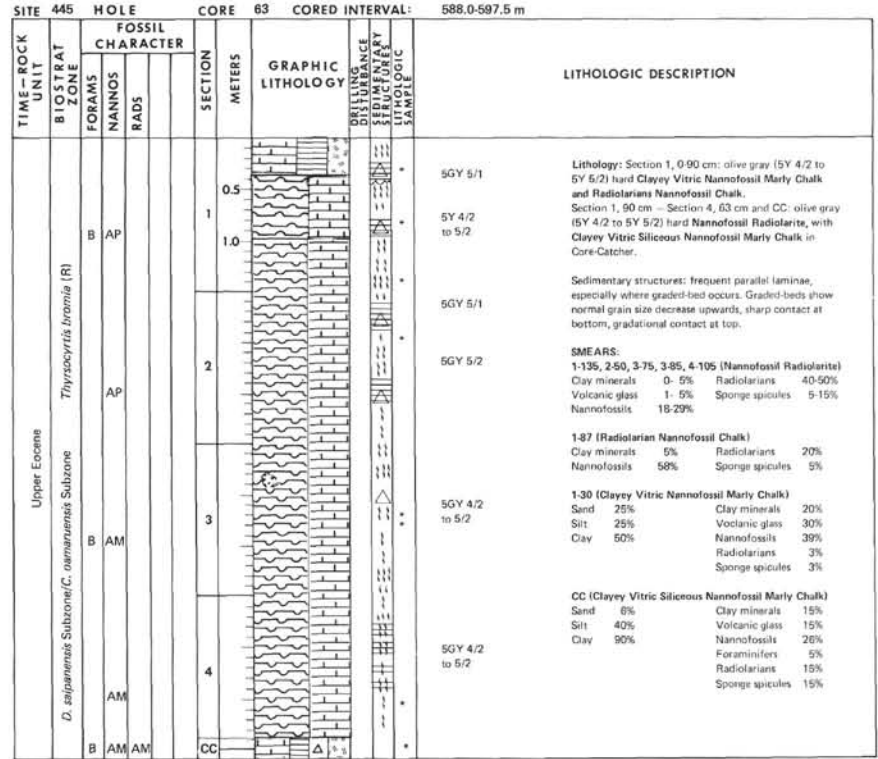 SITE 445 HOLE CORE 63 CORED INTERVAL: 588.0-597.5 m
TIME-ROCK UNIT
BIOSTRAT ZONE
FOSSIL CHARACTER
FORAMS
NANNOS
RADS
SECTION
METERS
GRAPHIC LITHOLOGY
DRILLING DISTURBANCE
SEDIMENTARY STRUCTURES
LITHOLOGIC SAMPLE
LITHOLOGIC DESCRIPTION
Upper Eocene
D. saipanensis Subzone/C. oamaruensis Subzone
Thyrsocyrtis bromia (R)
B AP
AP
B AM
AM
B AM AM
1
2
3
4
CC
0.5
1.0
5GY 5/1
5Y 4/2
to 5/2
5GY 5/1
5GY 5/2
5GY 4/2
to 5/2
5GY 4/2
to 5/2
Lithology: Section 1, 0-90 cm: olive gray (5Y 4/2 to
5Y 5/2) hard Clayey Vitric Nannofossil Marly Chalk
and Radiolarians Nannofossil Chalk.
Section 1, 90 cm — Section 4, 63 cm and CC: olive gray
(5Y 4/2 to 5Y 5/2) hard Nannofossil Radiolarite, with
Clayey Vitric Siliceous Nannofossil Marly Chalk in
Core-Catcher.
Sedimentary structures: frequent parallel laminae,
especially where graded-bed occurs. Graded-beds show
normal grain size decrease upwards, sharp contact at
bottom, gradational contact at top.
SMEARS:
1-135, 2-50, 3-75, 3-85, 4-105 (Nannofossil Radiolarite)
Clay minerals 0- 5% Radiolarians 40-50%
Volcanic glass 1- 5% Sponge spicules 5-15%
Nannofossils 18-29%
1-87 (Radiolarian Nannofossil Chalk)
Clay minerals 5% Radiolarians 20%
Nannofossils 58% Sponge spicules 5%
1-30 (Clayey Vitric Nannofossil Marly Chalk)
Sand 25% Clay minerals 20%
Silt 25% Voclanic glass 30%
Clay 50% Nannofossils 39%
Radiolarians 3%
Sponge spicules 3%
CC (Clayey Vitric Siliceous Nannofossil Marly Chalk)
Sand 6% Clay minerals 15%
Silt 40% Volcanic glass 15%
Clay 90% Nannofossils 26%
Foraminifers 5%
Radiolarians 15%
Sponge spicules 15%